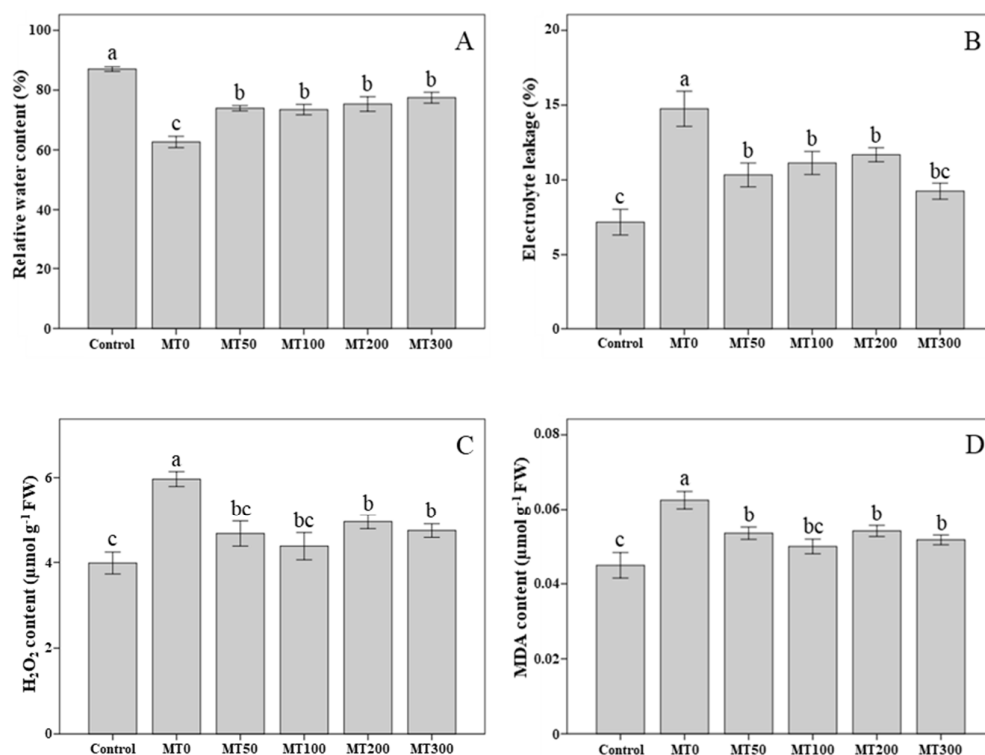 A
Relative water content (%)
100
80
60
40
20
0
a
c
b
b
b
b
Control MT0 MT50 MT100 MT200 MT300
B
Electrolyte leakage (%)
20
15
10
5
0
c
a
b
b
b
bc
Control MT0 MT50 MT100 MT200 MT300
C
H₂O₂ content (µmol g⁻¹ FW)
6
4
2
0
c
a
bc
bc
b
b
Control MT0 MT50 MT100 MT200 MT300
D
MDA content (µmol g⁻¹ FW)
0.08
0.06
0.04
0.02
0
c
a
b
bc
b
b
Control MT0 MT50 MT100 MT200 MT300